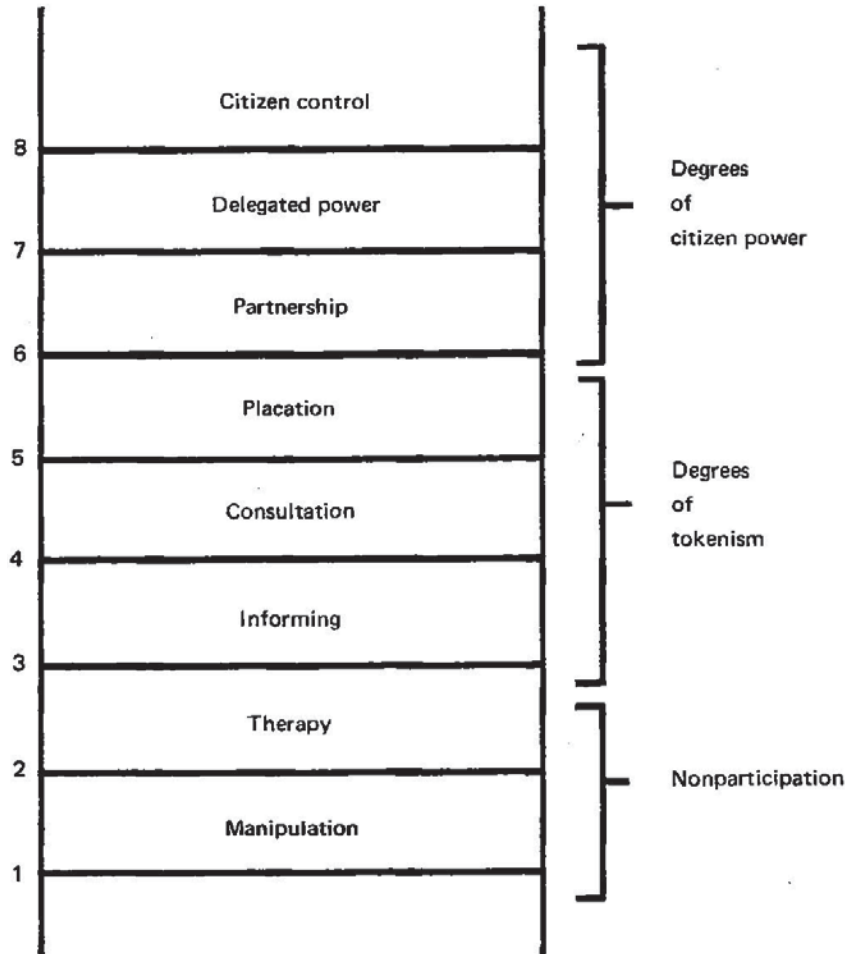 Citizen control
8
Delegated power
7
Partnership
6
Placation
5
Consultation
4
Informing
3
Therapy
2
Manipulation
1
Degrees
of
citizen power
Degrees
of
tokenism
Nonparticipation